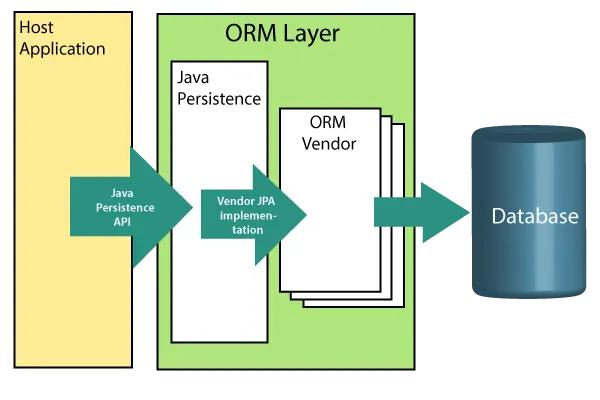 Host
Application
ORM Layer
Java
Persistence
ORM
Vendor
Java
Persistence
API
Vendor JPA
implemen-
tation
Database